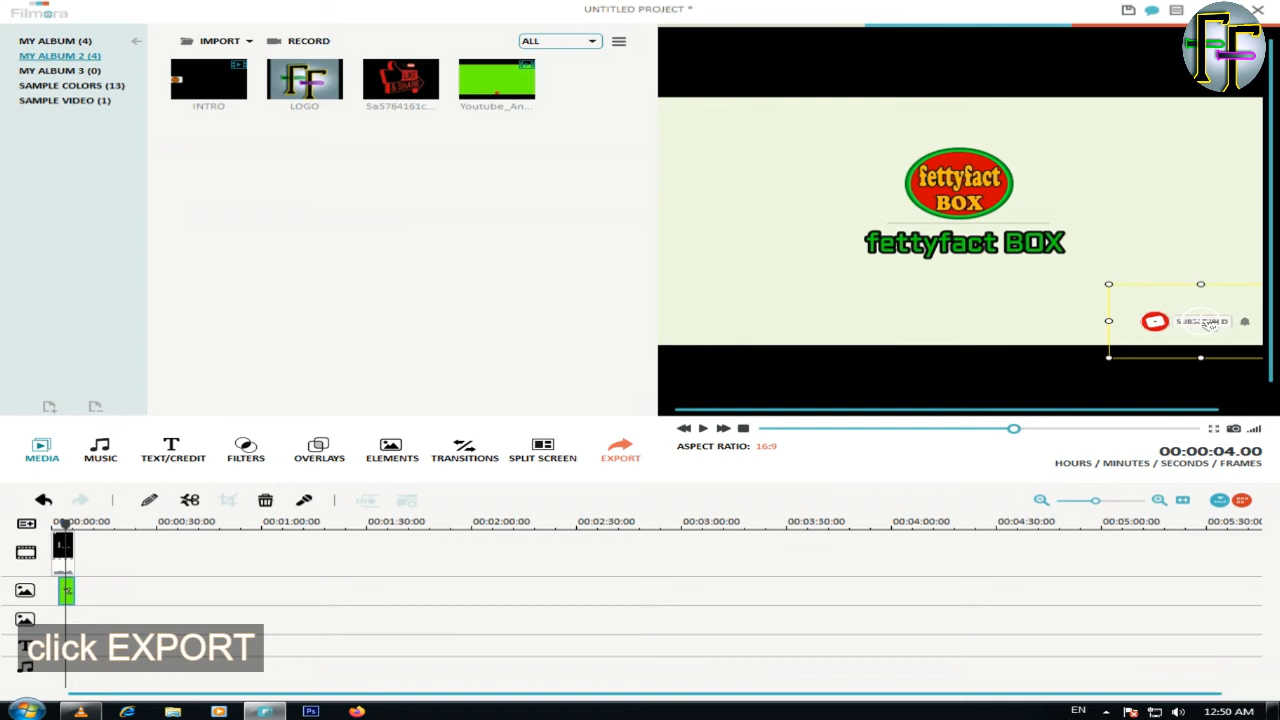 Filmora
UNTITLED PROJECT *
MY ALBUM (4)
MY ALBUM 2 (4)
MY ALBUM 3 (0)
SAMPLE COLORS (13)
SAMPLE VIDEO (1)
IMPORT
RECORD
ALL
INTRO
LOGO
5a5764161c...
Youtube_An...
FF
fettyfact
BOX
fettyfact BOX
ASPECT RATIO: 16:9
00:00:04.00
HOURS / MINUTES / SECONDS / FRAMES
MEDIA
MUSIC
TEXT/CREDIT
FILTERS
OVERLAYS
ELEMENTS
TRANSITIONS
SPLIT SCREEN
EXPORT
00:00:00:00
00:00:30:00
00:01:00:00
00:01:30:00
00:02:00:00
00:02:30:00
00:03:00:00
00:03:30:00
00:04:00:00
00:04:30:00
00:05:00:00
00:05:30:00
click EXPORT
Ps
EN
12:50 AM